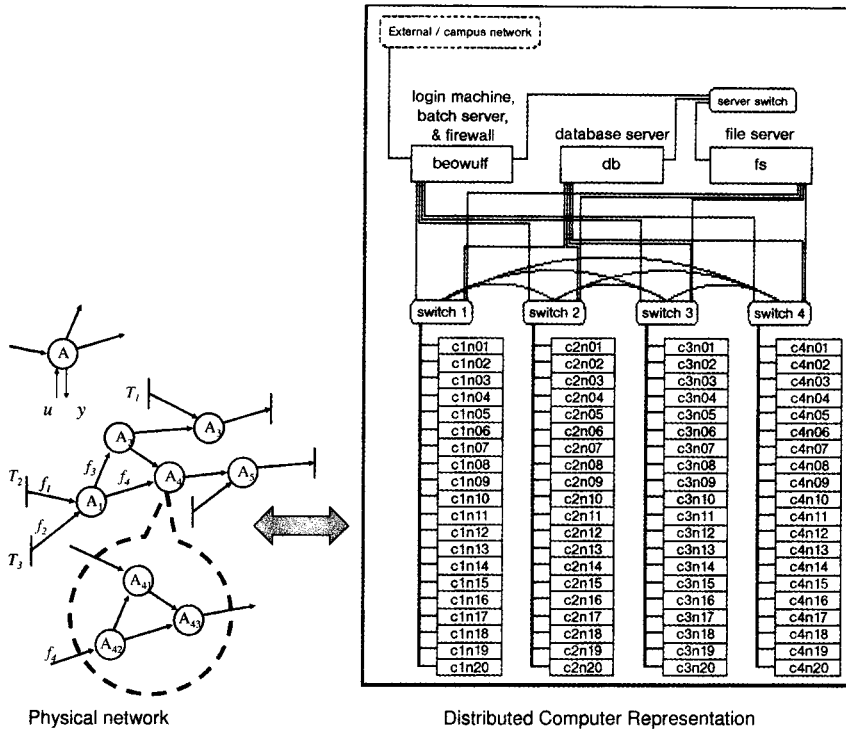 External / campus network
login machine,
batch server,
& firewall
server switch
database server
file server
beowulf
db
fs
switch 1
switch 2
switch 3
switch 4
c1n01
c1n02
c1n03
c1n04
c1n05
c1n06
c1n07
c1n08
c1n09
c1n10
c1n11
c1n12
c1n13
c1n14
c1n15
c1n16
c1n17
c1n18
c1n19
c1n20
c2n01
c2n02
c2n03
c2n04
c2n05
c2n06
c2n07
c2n08
c2n09
c2n10
c2n11
c2n12
c2n13
c2n14
c2n15
c2n16
c2n17
c2n18
c2n19
c2n20
c3n01
c3n02
c3n03
c3n04
c3n05
c3n06
c3n07
c3n08
c3n09
c3n10
c3n11
c3n12
c3n13
c3n14
c3n15
c3n16
c3n17
c3n18
c3n19
c3n20
c4n01
c4n02
c4n03
c4n04
c4n05
c4n06
c4n07
c4n08
c4n09
c4n10
c4n11
c4n12
c4n13
c4n14
c4n15
c4n16
c4n17
c4n18
c4n19
c4n20
A
u y
T1
A2
A3
f3
f4
A4
A5
T2
f1
A1
f2
T3
A41
A43
A42
f4
Physical network
Distributed Computer Representation